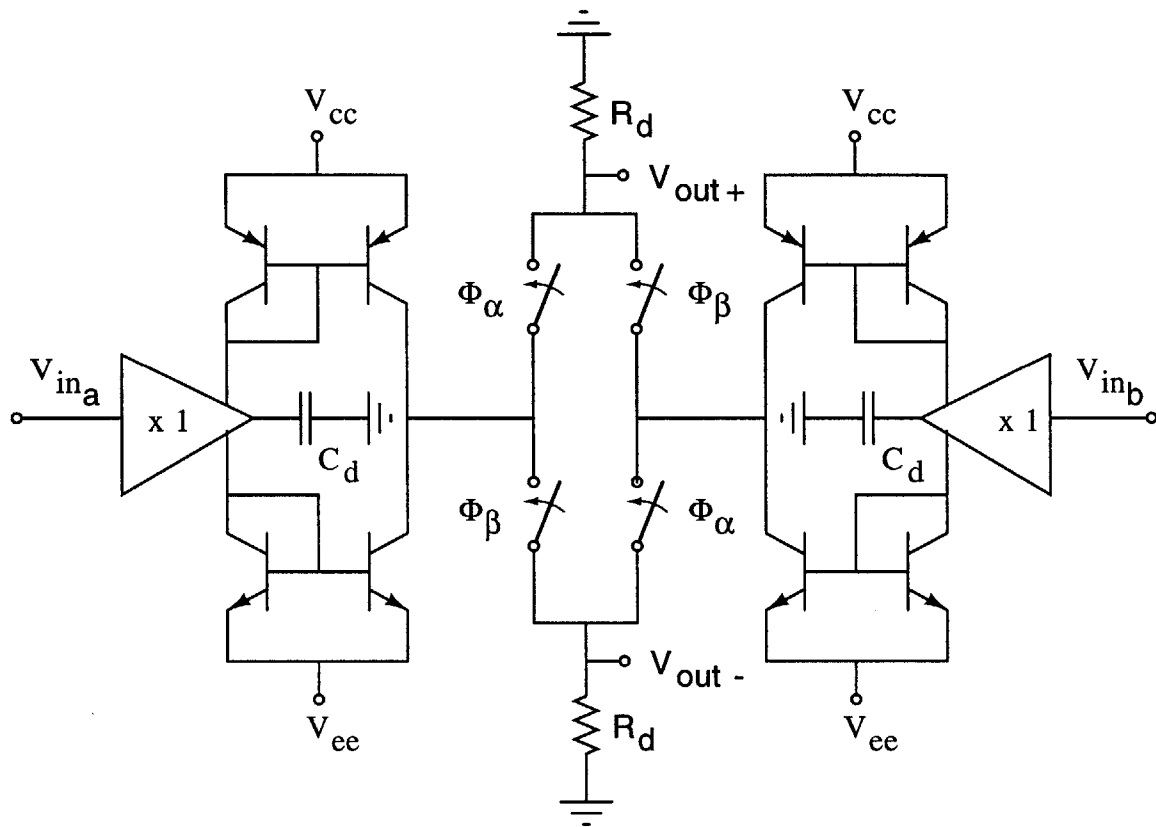 V_cc
R_d
V_cc
V_out +
Φ_α
Φ_β
V_in_a
x 1
C_d
C_d
x 1
V_in_b
Φ_β
Φ_α
V_out -
V_ee
R_d
V_ee